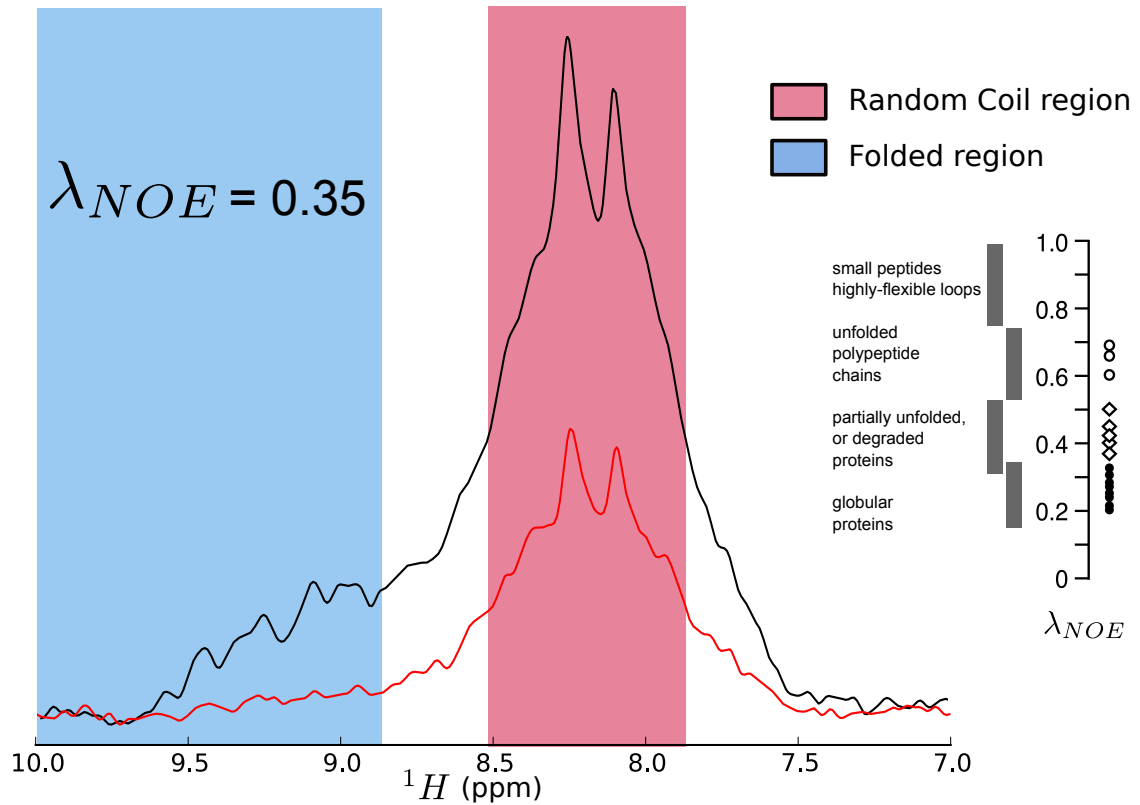 Random Coil region
Folded region
λNOE = 0.35
1.0
small peptides
highly-flexible loops
0.8
unfolded
polypeptide
chains
0.6
partially unfolded,
or degraded
proteins
0.4
globular
proteins
0.2
0
λNOE
10.0 9.5 9.0 8.5 8.0 7.5 7.0
¹H (ppm)